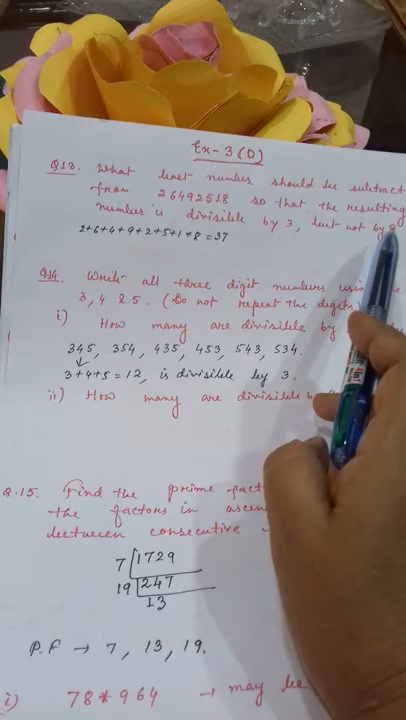 Ex-3(D)
Q13. What least number should be subtract
from 26492518 so that the resulting
number is divisible by 3, but not by 9
2+6+4+9+2+5+1+8=37
Q14. Write all three digit numbers
3, 4 & 5. (Do not repeat the digits)
i) How many are divisible by
345, 354, 435, 453, 543, 534.
3+4+5=12, is divisible by 3.
ii) How many are divisible
Q.15. Find the prime
the factors in
between consecutive
7 1729
19 247
13
P.F → 7, 13, 19.
i) 78*964 → may be